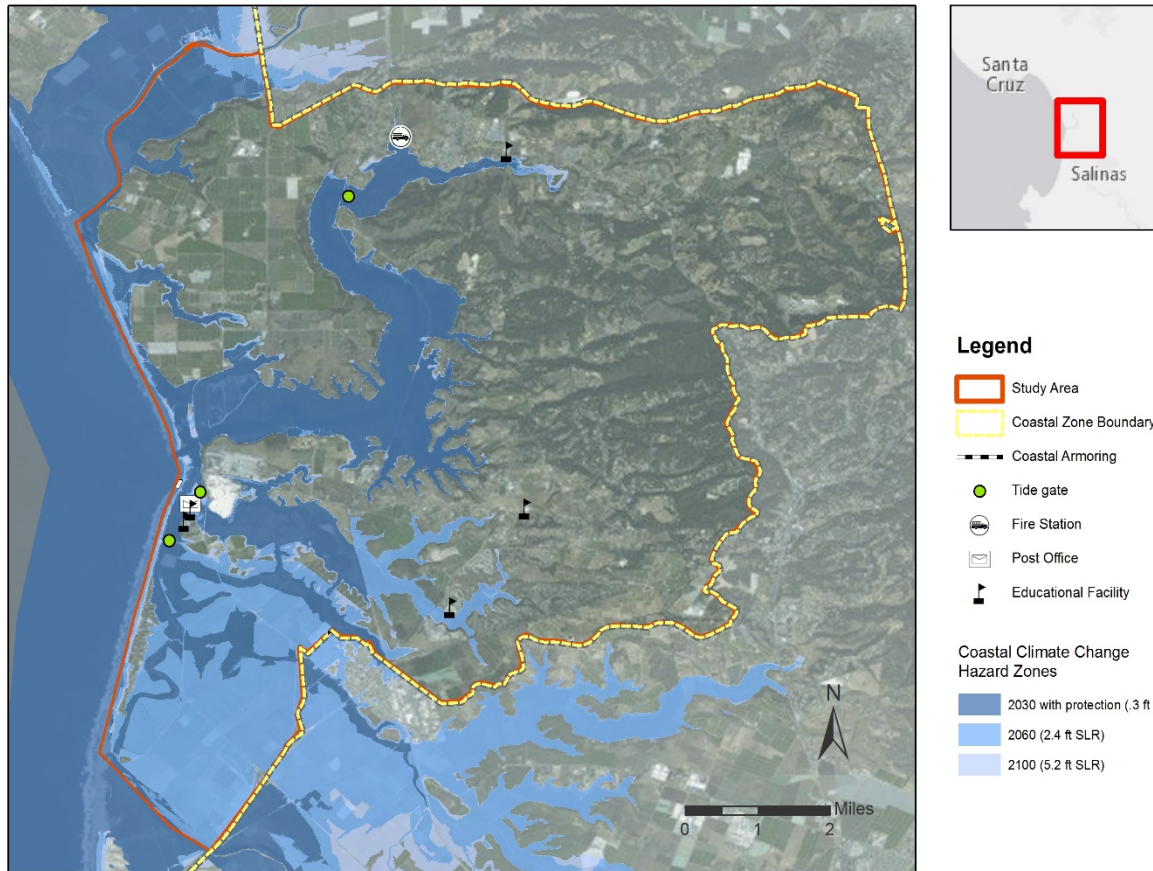 Santa
Cruz
Salinas
Legend
Study Area
Coastal Zone Boundary
Coastal Armoring
Tide gate
Fire Station
Post Office
Educational Facility
Coastal Climate Change
Hazard Zones
2030 with protection (.3 ft
2060 (2.4 ft SLR)
2100 (5.2 ft SLR)
N
Miles
0 1 2